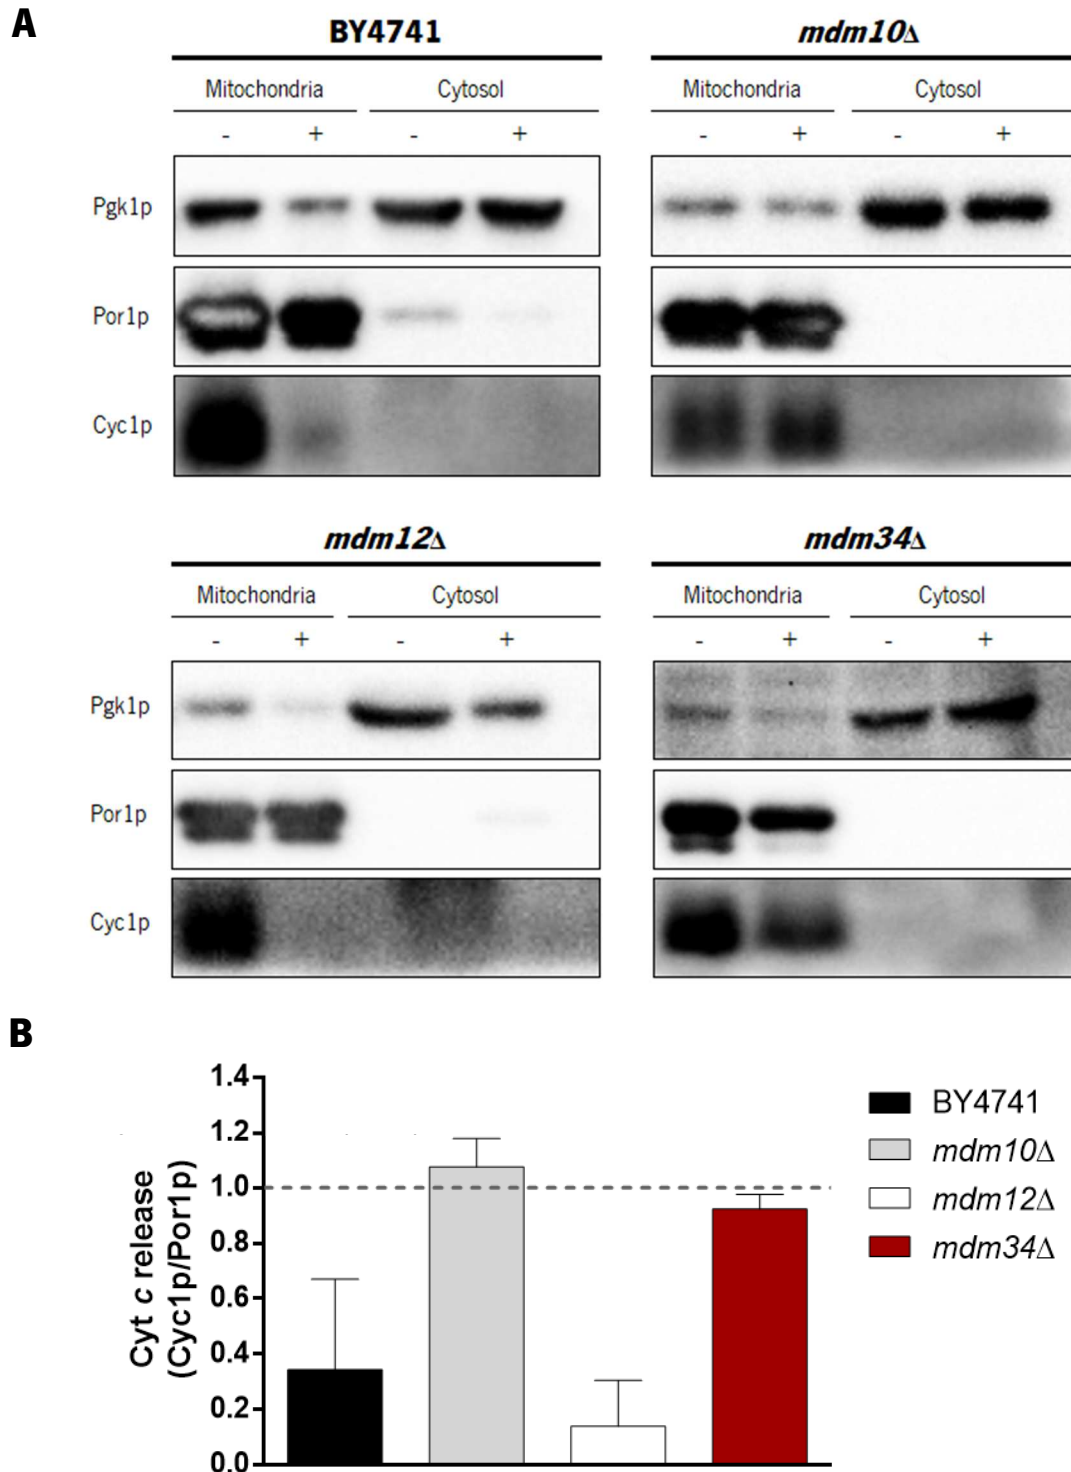 A
BY4741 mdm10Δ
Mitochondria Cytosol Mitochondria Cytosol
- + - + - + - +
Pgk1p
Por1p
Cyc1p
mdm12Δ mdm34Δ
Mitochondria Cytosol Mitochondria Cytosol
- + - + - + - +
Pgk1p
Por1p
Cyc1p
B
Cyt c release
(Cyc1p/Por1p)
1.4
1.2
1.0
0.8
0.6
0.4
0.2
0.0
BY4741
mdm10Δ
mdm12Δ
mdm34Δ